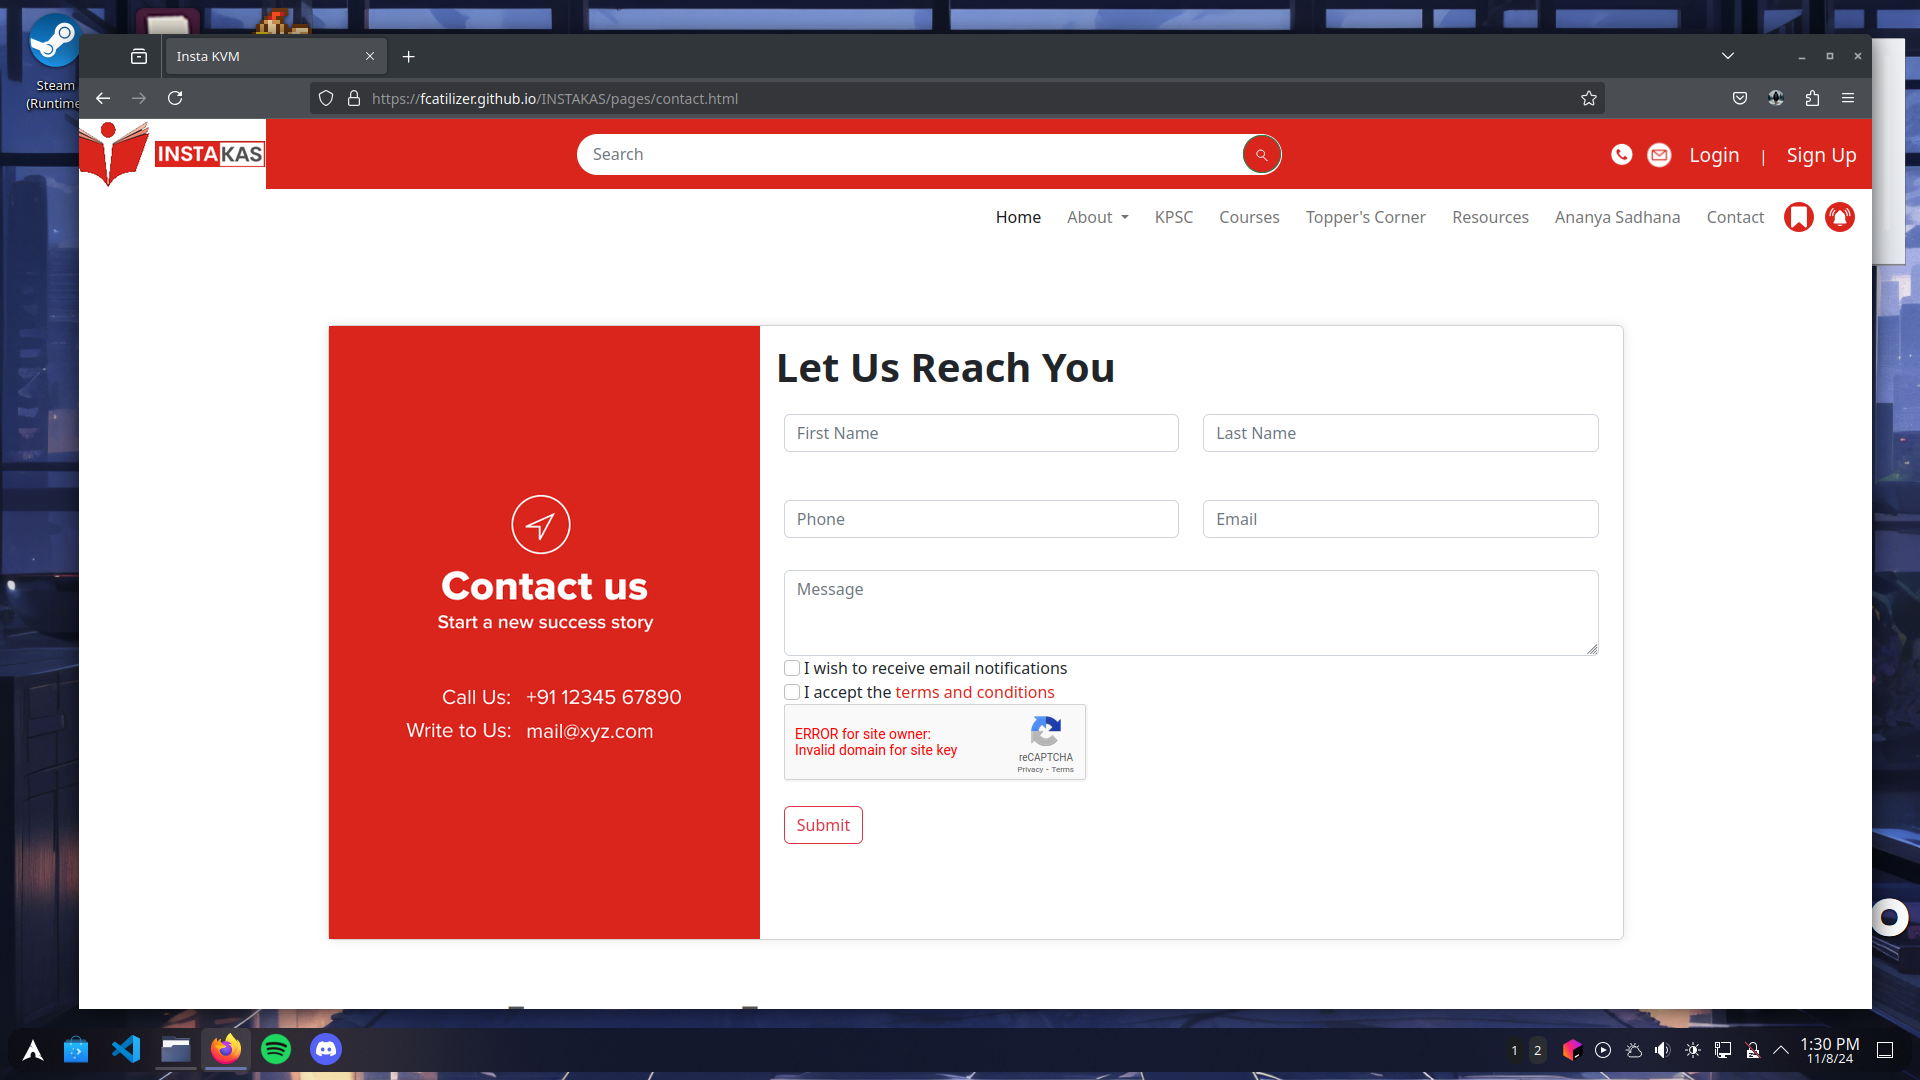 Steam
(Runtime
Insta KVM
https://fcatilizer.github.io/INSTAKAS/pages/contact.html
INSTAKAS
Search
Login | Sign Up
Home About KPSC Courses Topper's Corner Resources Ananya Sadhana Contact
Contact us
Start a new success story
Call Us: +91 12345 67890
Write to Us: mail@xyz.com
Let Us Reach You
First Name Last Name
Phone Email
Message
I wish to receive email notifications
I accept the terms and conditions
ERROR for site owner:
Invalid domain for site key
reCAPTCHA
Privacy - Terms
Submit
1 2
1:30 PM
11/8/24